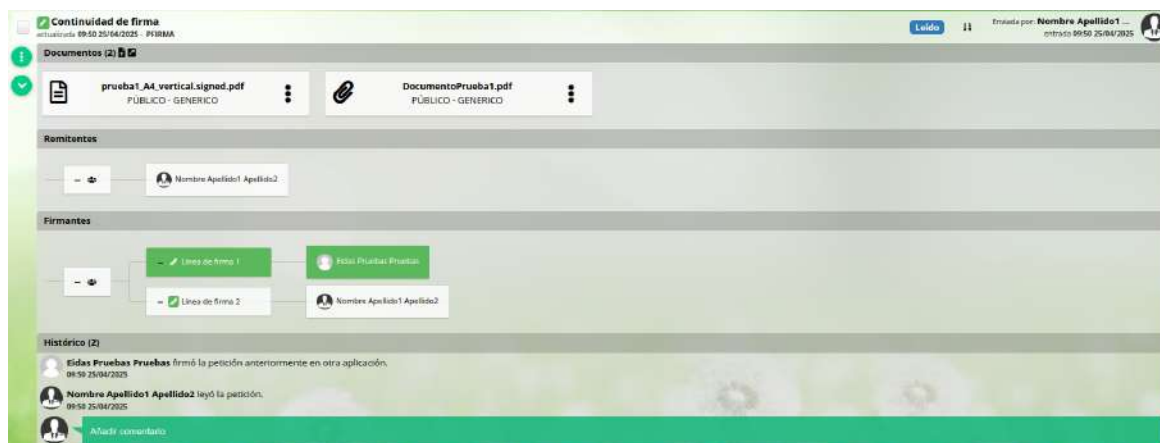 Continuidad de firma
actualizada 09:50 25/04/2025 - PFIRMA
Leído
Enviada por: Nombre Apellido1 ...
entrada 09:50 25/04/2025
Documentos (2)
prueba1_A4_vertical.signed.pdf
PÚBLICO - GENERICO
DocumentoPrueba1.pdf
PÚBLICO - GENERICO
Remitentes
Nombre Apellido1 Apellido2
Firmantes
Línea de firma 1
Eidas Pruebas Pruebas
Línea de firma 2
Nombre Apellido1 Apellido2
Histórico (2)
Eidas Pruebas Pruebas firmó la petición anteriormente en otra aplicación.
09:50 25/04/2025
Nombre Apellido1 Apellido2 leyó la petición.
09:50 25/04/2025
Añadir comentario